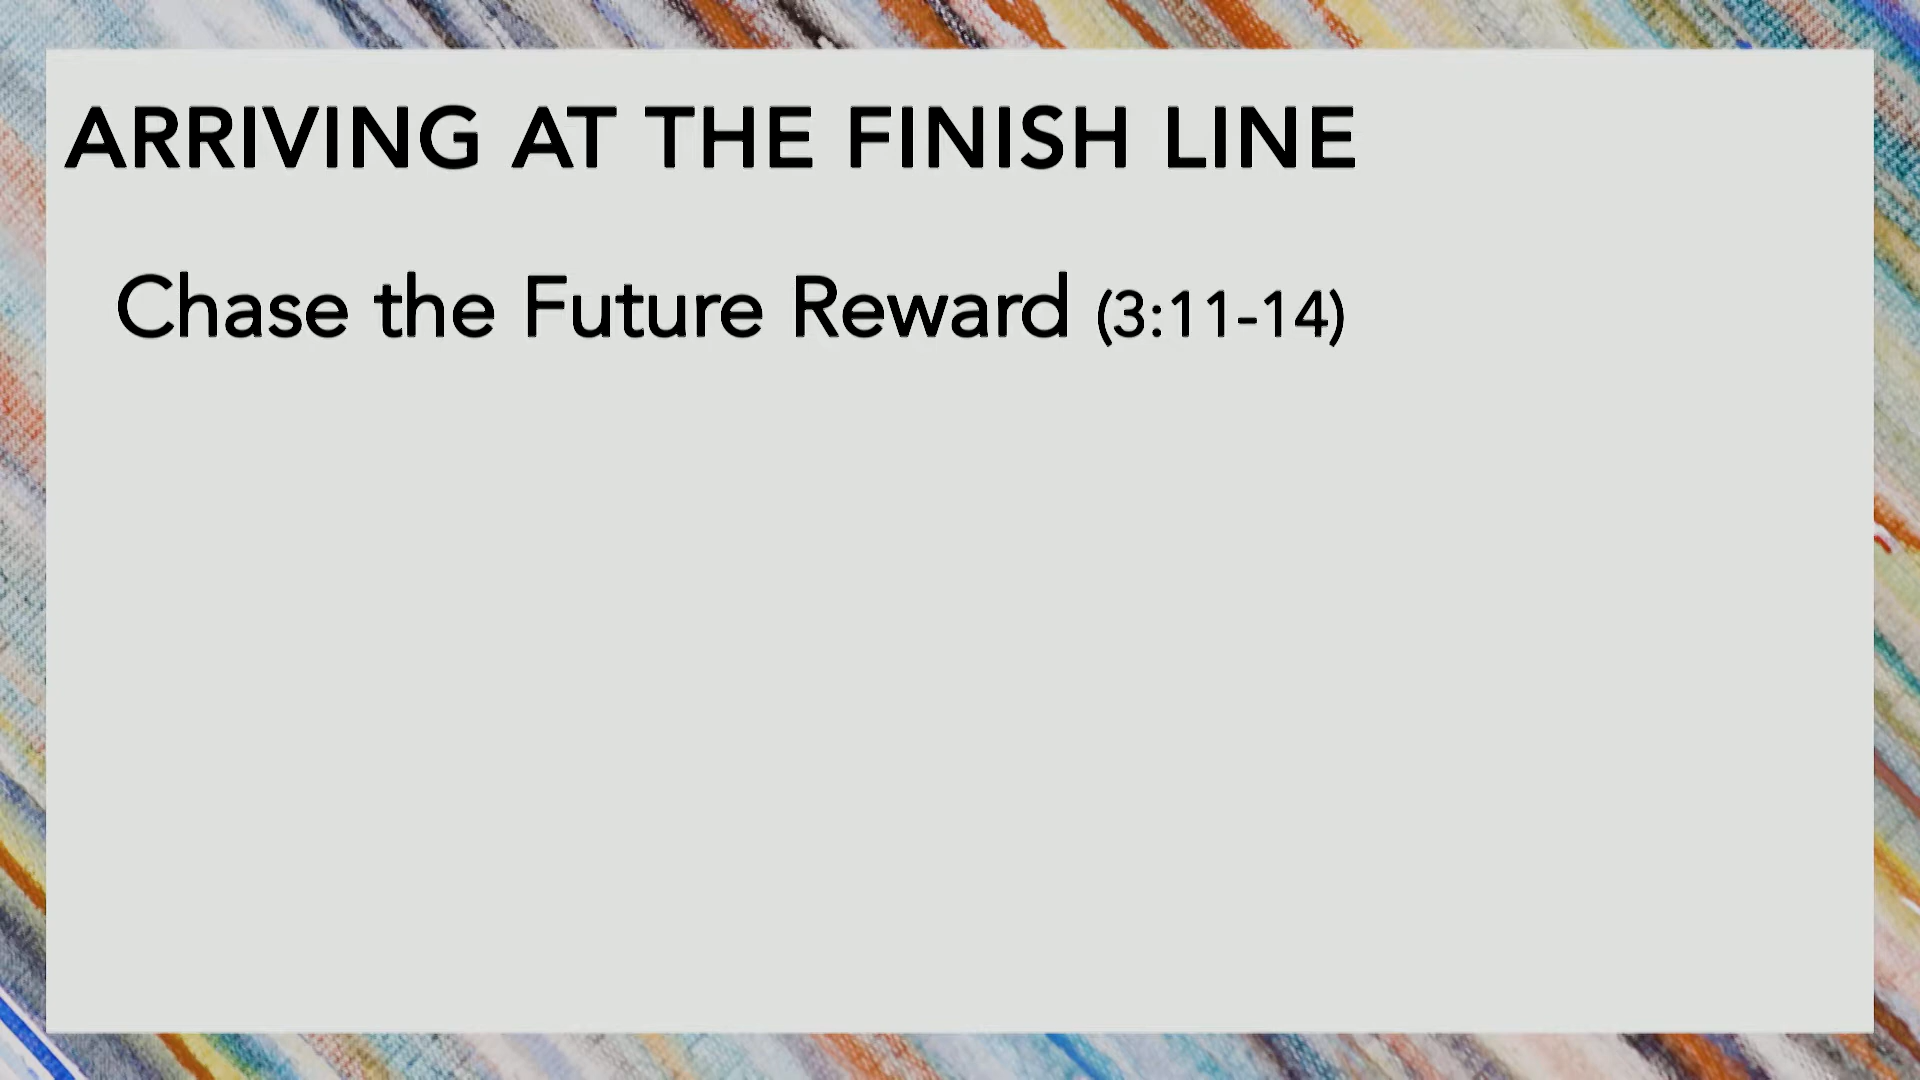 ARRIVING AT THE FINISH LINE
Chase the Future Reward (3:11-14)